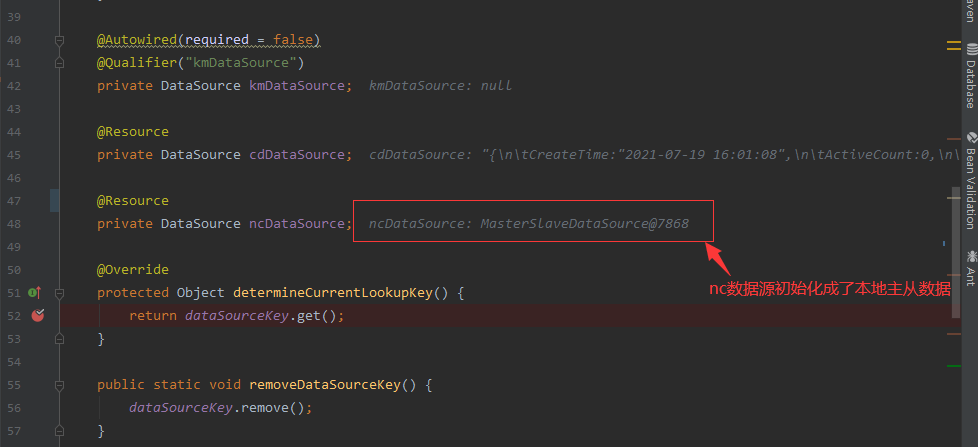 39
40 @Autowired(required = false)
41 @Qualifier("kmDataSource")
42 private DataSource kmDataSource; kmDataSource: null
43
44 @Resource
45 private DataSource cdDataSource; cdDataSource: "{\n\tCreateTime:"2021-07-19 16:01:08",\n\tActiveCount:0,\n\
46
47 @Resource
48 private DataSource ncDataSource; ncDataSource: MasterSlaveDataSource@7868
49
nc数据源初始化成了本地主从数据
50 @Override
51 protected Object determineCurrentLookupKey() {
52 return dataSourceKey.get();
53 }
54
55 public static void removeDataSourceKey() {
56 dataSourceKey.remove();
57 }
Database
Bean Validation
Ant